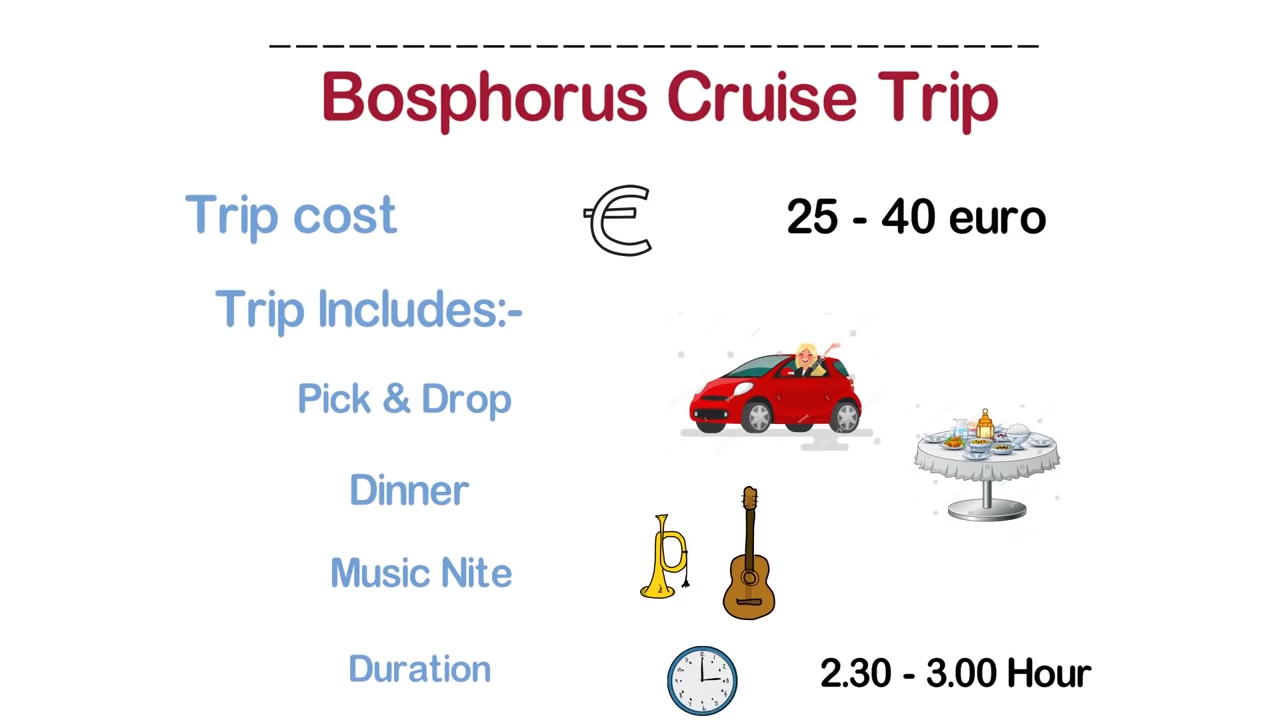 Bosphorus Cruise Trip
Trip cost € 25 - 40 euro
Trip Includes:-
Pick & Drop
Dinner
Music Nite
Duration 2.30 - 3.00 Hour